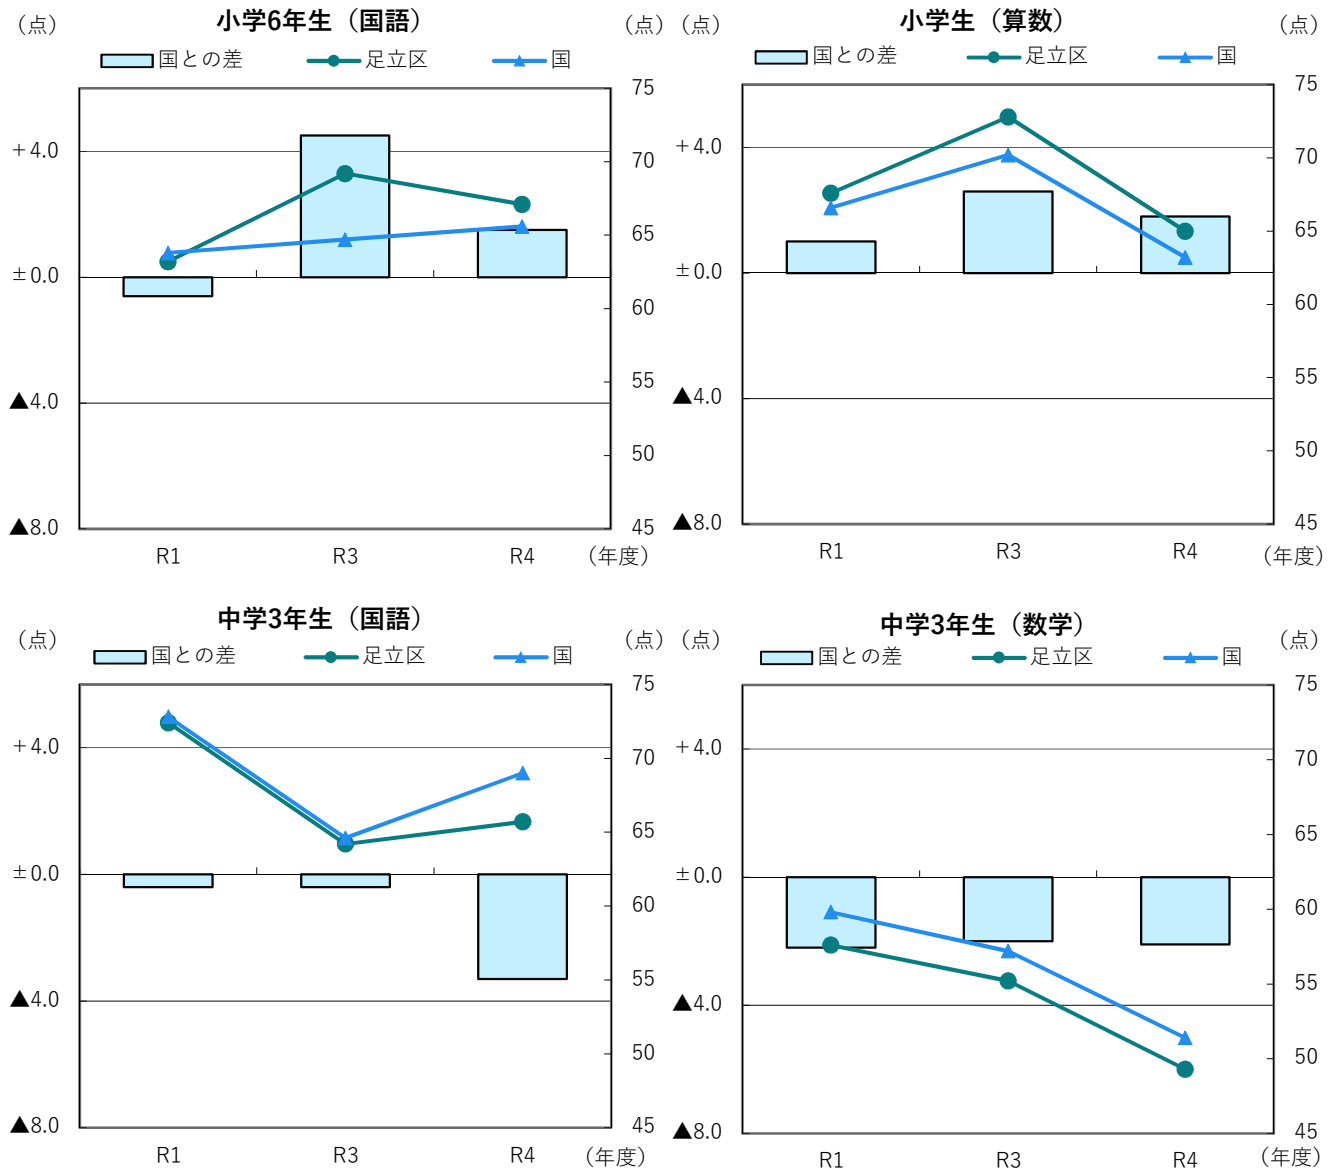 小学6年生（国語）
（点）
（点）
国との差 足立区 国
+4.0
±0.0
▲4.0
▲8.0
75
70
65
60
55
50
45
R1 R3 R4 （年度）
小学生（算数）
（点）
（点）
国との差 足立区 国
+4.0
±0.0
▲4.0
▲8.0
75
70
65
60
55
50
45
R1 R3 R4 （年度）
中学3年生（国語）
（点）
（点）
国との差 足立区 国
+4.0
±0.0
▲4.0
▲8.0
75
70
65
60
55
50
45
R1 R3 R4 （年度）
中学3年生（数学）
（点）
（点）
国との差 足立区 国
+4.0
±0.0
▲4.0
▲8.0
75
70
65
60
55
50
45
R1 R3 R4 （年度）